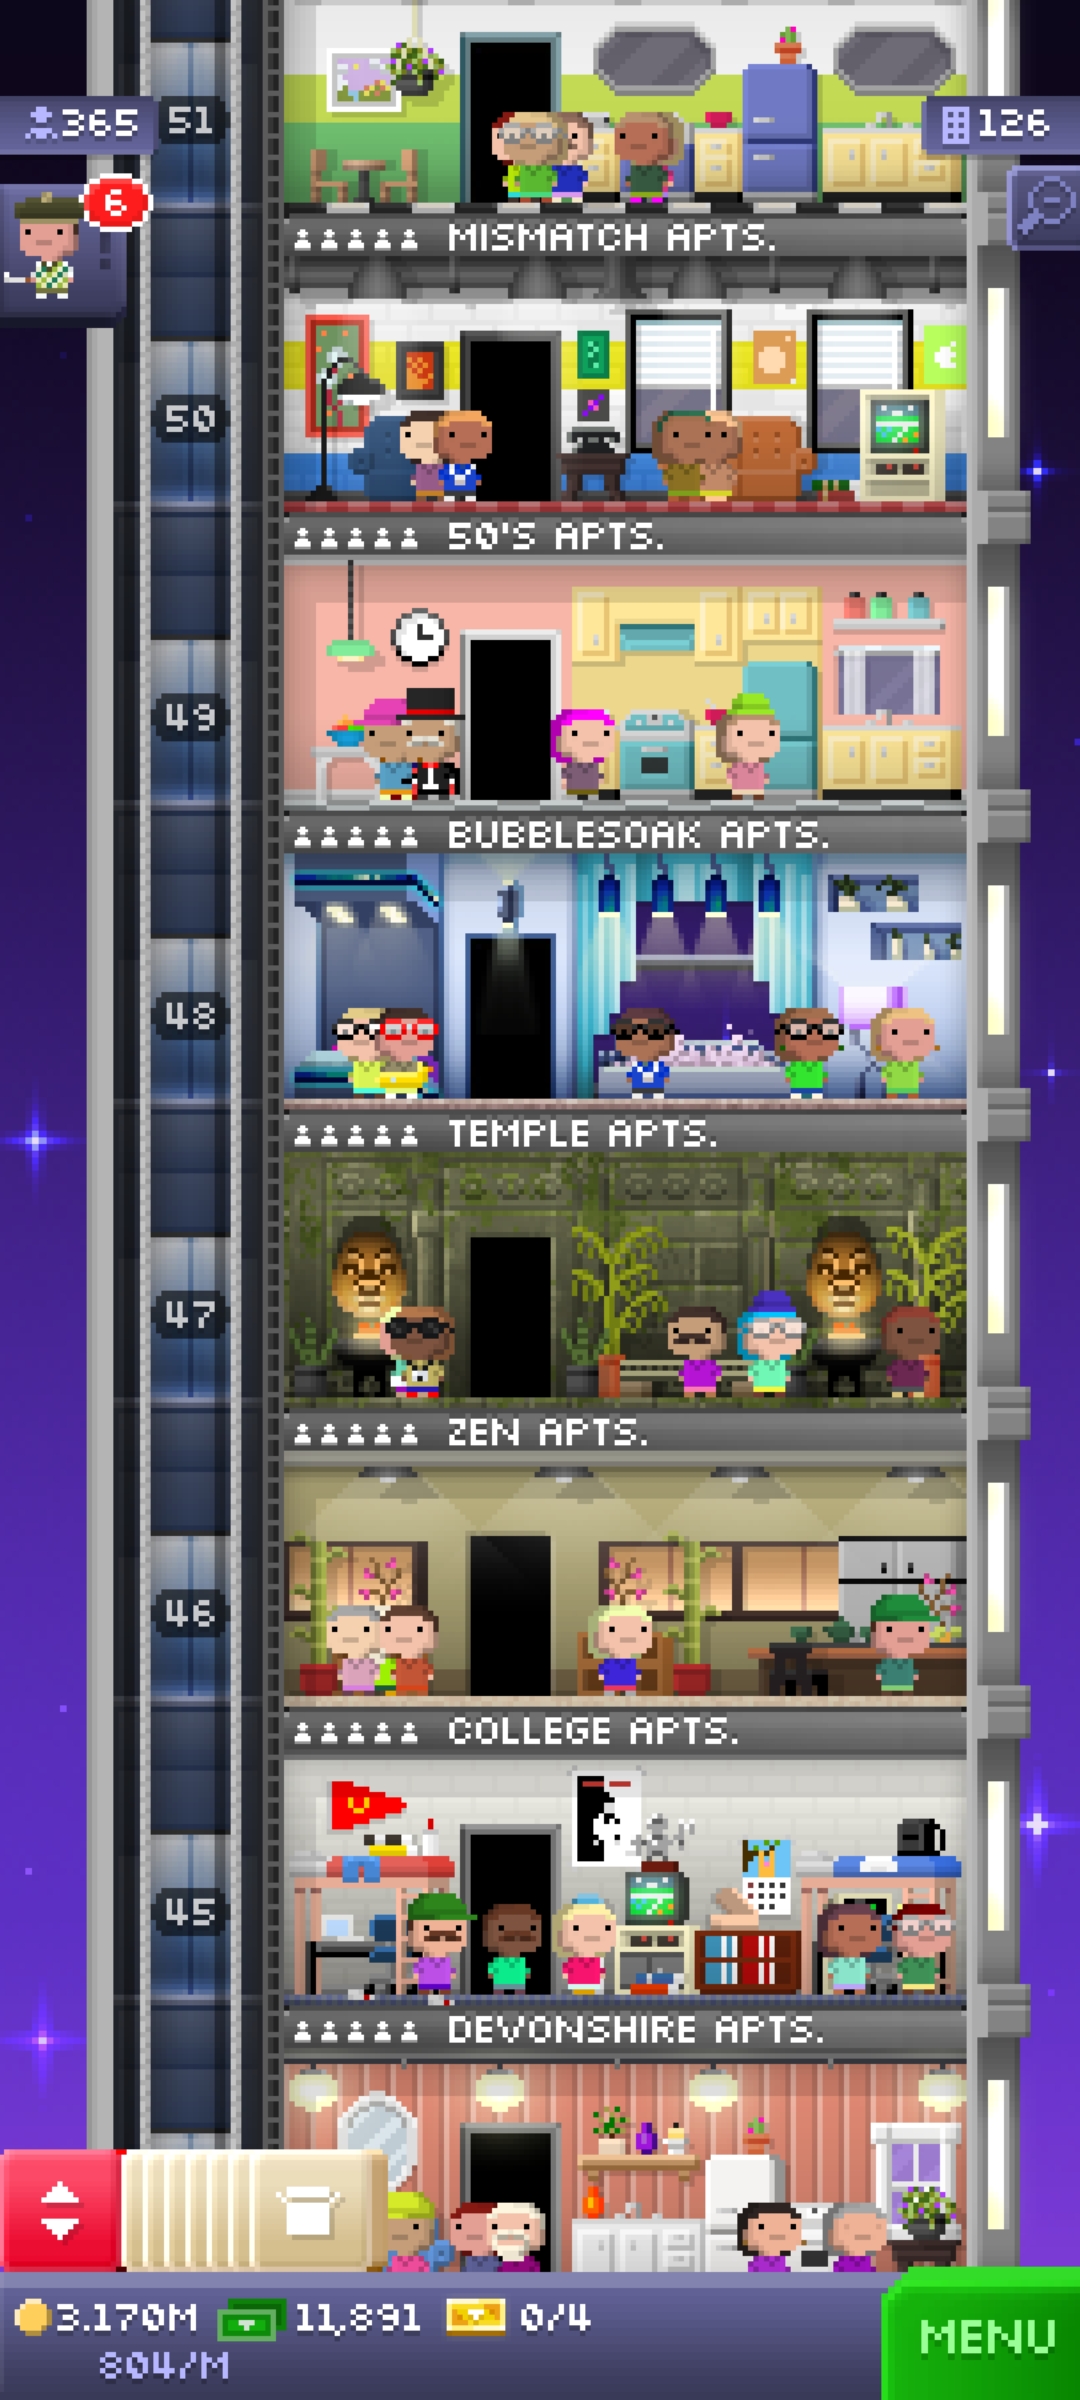 365
51
126
6
MISMATCH APTS.
50
50'S APTS.
49
BUBBLESOAK APTS.
48
TEMPLE APTS.
47
ZEN APTS.
46
COLLEGE APTS.
45
DEVONSHIRE APTS.
3.170M 11,891 0/4
804/M
MENU